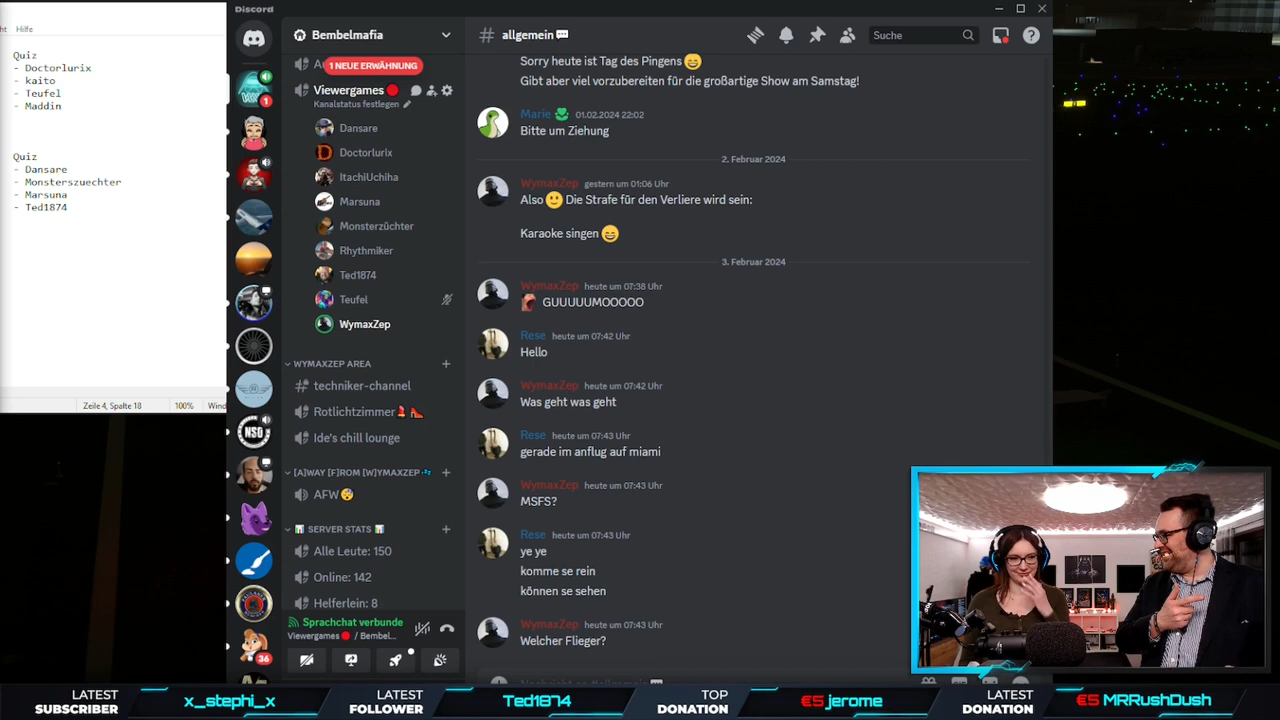 ht Hilfe
Quiz
- Doctorlurix
- kaito
- Teufel
- Maddin
Quiz
- Dansare
- Monsterszuechter
- Marsuna
- Ted1874
Zeile 4, Spalte 18 100% Wind
Discord
NSO
1
36
Bembelmafia
1 NEUE ERWÄHNUNG
Viewergames
Kanalstatus festlegen
Dansare
Doctorlurix
ItachiUchiha
Marsuna
Monsterzüchter
Rhythmiker
Ted1874
Teufel
WymaxZep
WYMAXZEP AREA
techniker-channel
Rotlichtzimmer
Ide's chill lounge
[A]WAY [F]ROM [W]YMAXZEP
AFW
SERVER STATS
Alle Leute: 150
Online: 142
Helferlein: 8
Sprachchat verbunde
Viewergames / Bembel...
# allgemein
Suche
Sorry heute ist Tag des Pingens
Gibt aber viel vorzubereiten für die großartige Show am Samstag!
Marie 01.02.2024 22:02
Bitte um Ziehung
2. Februar 2024
WymaxZep gestern um 01:06 Uhr
Also 🙂 Die Strafe für den Verliere wird sein:
Karaoke singen 😄
3. Februar 2024
WymaxZep heute um 07:38 Uhr
GUUUUUMOOOOO
Rese heute um 07:42 Uhr
Hello
WymaxZep heute um 07:42 Uhr
Was geht was geht
Rese heute um 07:43 Uhr
gerade im anflug auf miami
WymaxZep heute um 07:43 Uhr
MSFS?
Rese heute um 07:43 Uhr
ye ye
komme se rein
können se sehen
WymaxZep heute um 07:43 Uhr
Welcher Flieger?
LATEST SUBSCRIBER x_stephi_x
LATEST FOLLOWER Ted1874
TOP DONATION €5 jerome
LATEST DONATION €5 MRRushDush